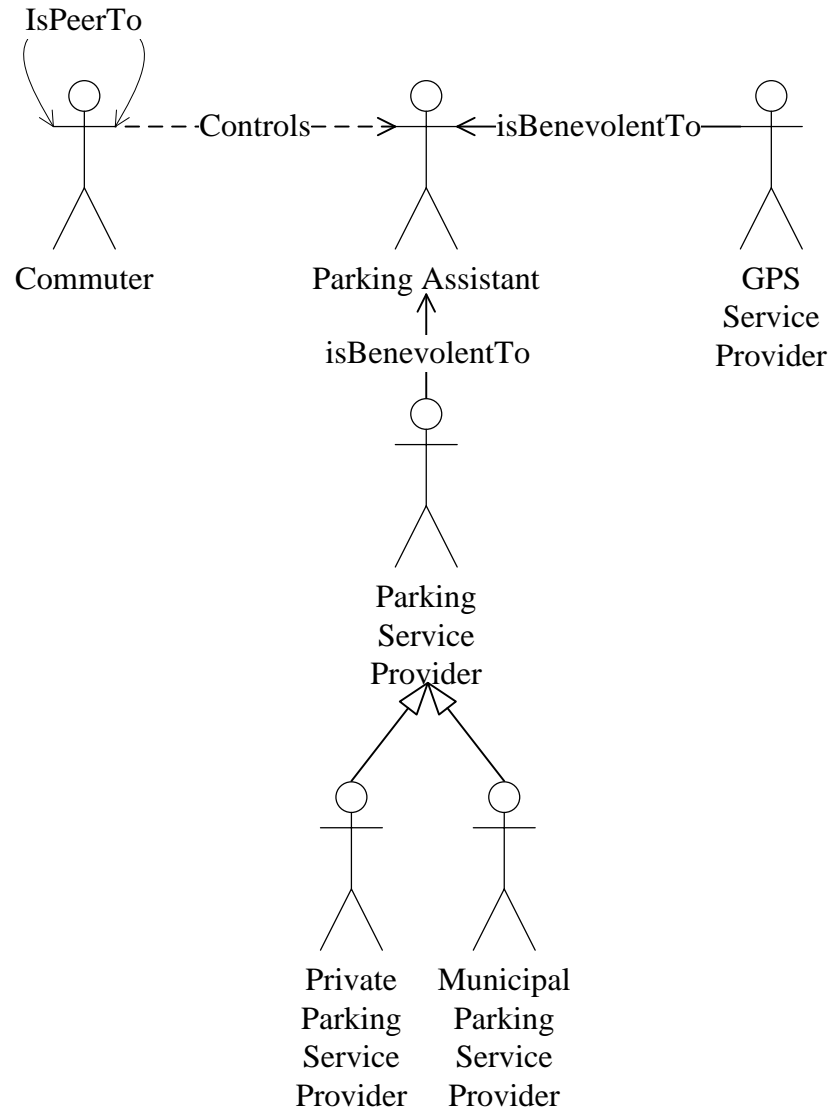 IsPeerTo
Controls
isBenevolentTo
Commuter
Parking Assistant
GPS
Service
Provider
isBenevolentTo
Parking
Service
Provider
Private
Parking
Service
Provider
Municipal
Parking
Service
Provider